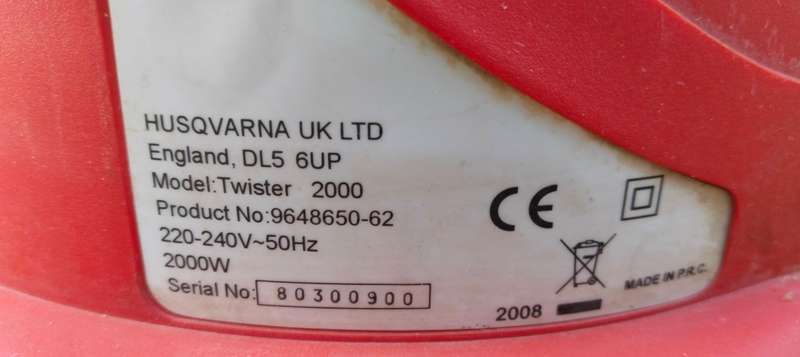 HUSQVARNA UK LTD
England, DL5 6UP
Model:Twister 2000
Product No:9648650-62
220-240V~50Hz
2000W
Serial No: 80300900
CE
2008
MADE IN P.R.C.